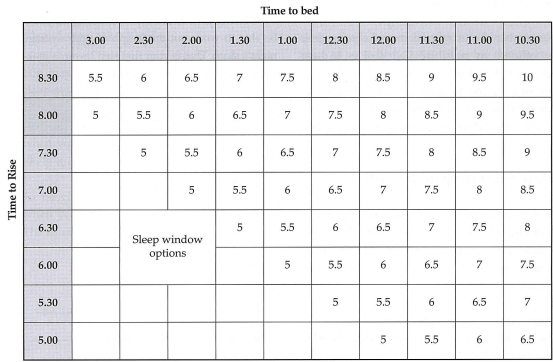 Time to bed
3.00 2.30 2.00 1.30 1.00 12.30 12.00 11.30 11.00 10.30
Time to Rise
8.30 5.5 6 6.5 7 7.5 8 8.5 9 9.5 10
8.00 5 5.5 6 6.5 7 7.5 8 8.5 9 9.5
7.30 5 5.5 6 6.5 7 7.5 8 8.5 9
7.00 5 5.5 6 6.5 7 7.5 8 8.5
6.30 5 5.5 6 6.5 7 7.5 8
Sleep window
options
6.00 5 5.5 6 6.5 7 7.5
5.30 5 5.5 6 6.5 7
5.00 5 5.5 6 6.5